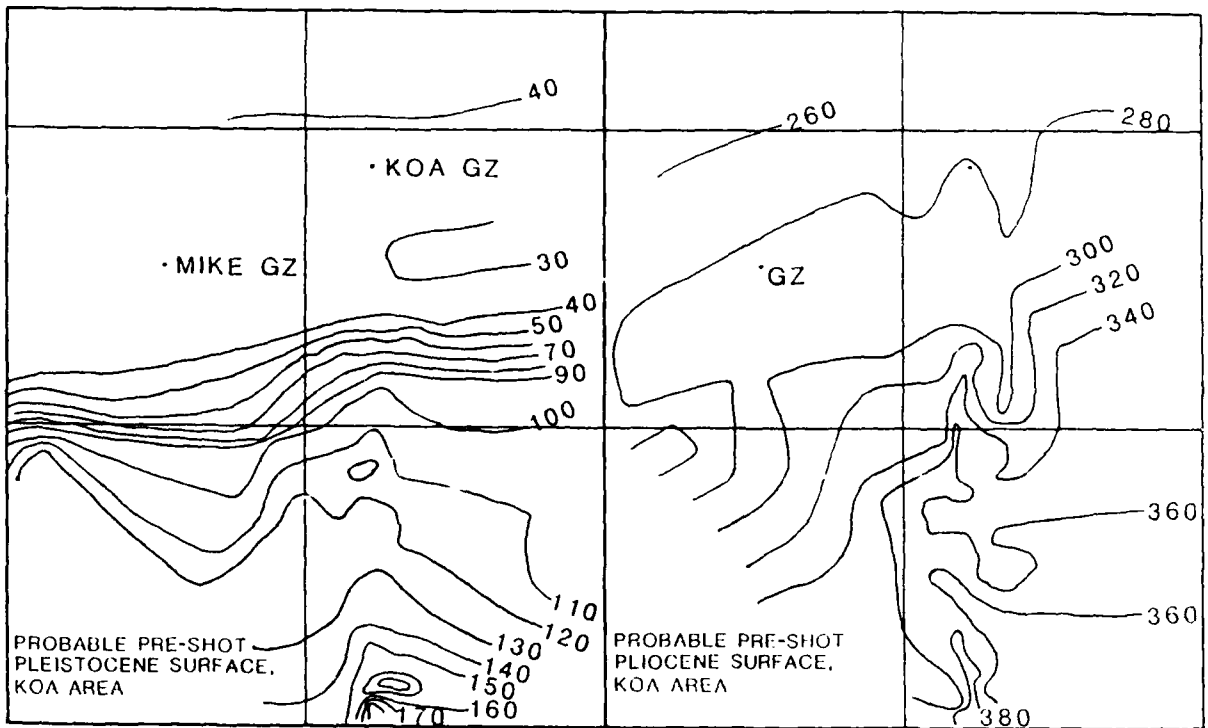 40
KOA GZ
MIKE GZ
30
40
50
70
90
100
110
120
130
140
150
160
170
PROBABLE PRE-SHOT
PLEISTOCENE SURFACE,
KOA AREA
260
280
GZ
300
320
340
360
360
380
PROBABLE PRE-SHOT
PLIOCENE SURFACE,
KOA AREA